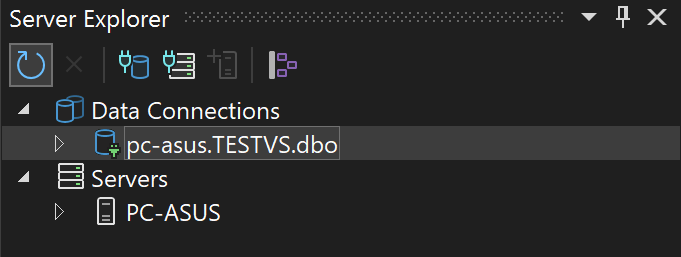 Server Explorer
Data Connections
pc-asus.TESTVS.dbo
Servers
PC-ASUS